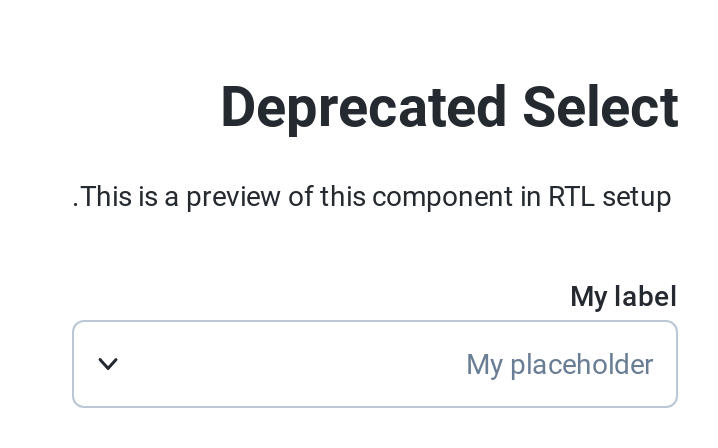 Deprecated Select
.This is a preview of this component in RTL setup
My label
My placeholder